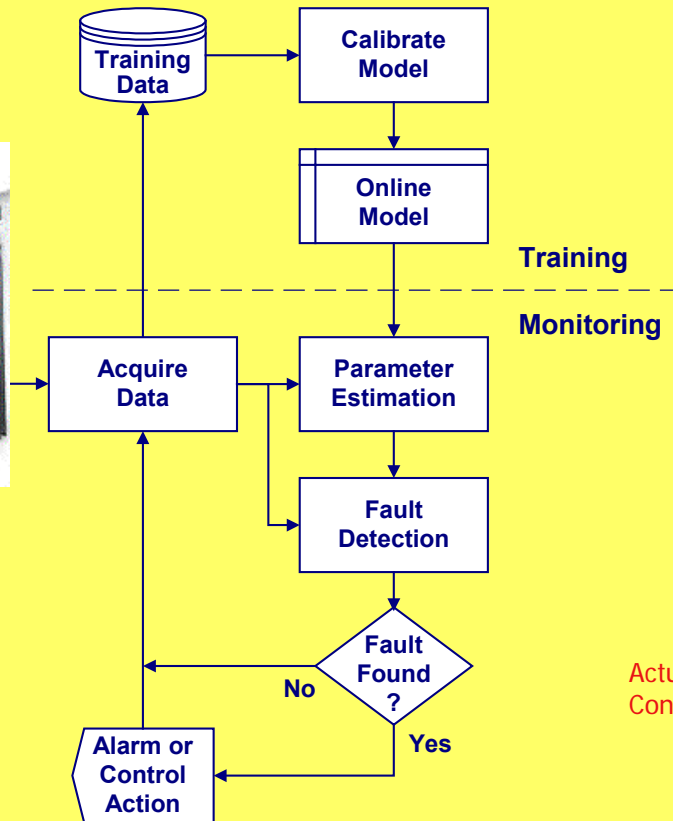 Training
Data
Calibrate
Model
Online
Model
Training
Monitoring
Acquire
Data
Parameter
Estimation
Fault
Detection
Fault
Found
?
No
Yes
Alarm or
Control
Action